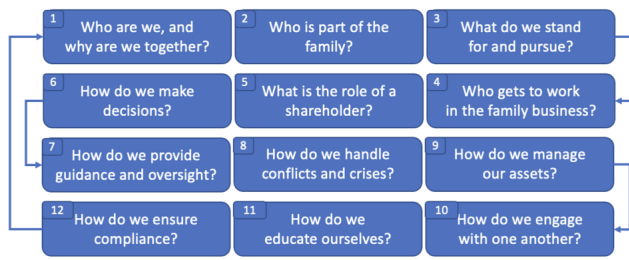 1
Who are we, and
why are we together?
2
Who is part of the
family?
3
What do we stand
for and pursue?
6
How do we make
decisions?
5
What is the role of a
shareholder?
4
Who gets to work
in the family business?
7
How do we provide
guidance and oversight?
8
How do we handle
conflicts and crises?
9
How do we manage
our assets?
12
How do we ensure
compliance?
11
How do we
educate ourselves?
10
How do we engage
with one another?